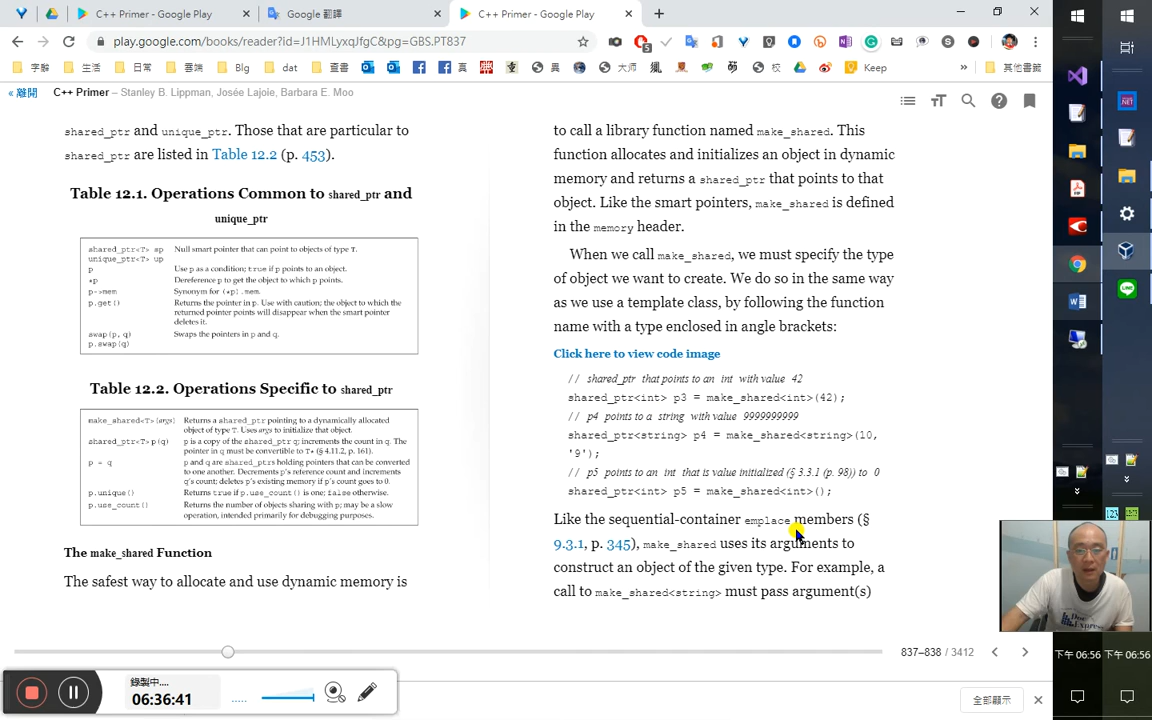 C++ Primer - Google Play
Google 翻譯
C++ Primer - Google Play
play.google.com/books/reader?id=J1HMLyxqJfgC&pg=GBS.PT837
字辭
生活
日常
雲端
Blg
dat
查書
真
異
大师
校
Keep
»
其他書籤
« 離開
C++ Primer – Stanley B. Lippman, Josée Lajoie, Barbara E. Moo
shared_ptr and unique_ptr. Those that are particular to
shared_ptr are listed in Table 12.2 (p. 453).
Table 12.1. Operations Common to shared_ptr and
unique_ptr
shared_ptr<T> sp Null smart pointer that can point to objects of type T.
unique_ptr<T> up
p Use p as a condition; true if p points to an object.
*p Dereference p to get the object to which p points.
p->mem Synonym for (*p).mem.
p.get() Returns the pointer in p. Use with caution; the object to which the
returned pointer points will disappear when the smart pointer
deletes it.
swap(p, q) Swaps the pointers in p and q.
p.swap(q)
Table 12.2. Operations Specific to shared_ptr
make_shared<T>(args) Returns a shared_ptr pointing to a dynamically allocated
object of type T. Uses args to initialize that object.
shared_ptr<T> p(q) p is a copy of the shared_ptr q; increments the count in q. The
pointer in q must be convertible to T* (§ 4.11.2, p. 161).
p = q p and q are shared_ptrs holding pointers that can be converted
to one another. Decrements p's reference count and increments
q's count; deletes p's existing memory if p's count goes to 0.
p.unique() Returns true if p.use_count() is one; false otherwise.
p.use_count() Returns the number of objects sharing with p; may be a slow
operation, intended primarily for debugging purposes.
The make_shared Function
The safest way to allocate and use dynamic memory is
to call a library function named make_shared. This
function allocates and initializes an object in dynamic
memory and returns a shared_ptr that points to that
object. Like the smart pointers, make_shared is defined
in the memory header.
When we call make_shared, we must specify the type
of object we want to create. We do so in the same way
as we use a template class, by following the function
name with a type enclosed in angle brackets:
Click here to view code image
// shared_ptr that points to an int with value 42
shared_ptr<int> p3 = make_shared<int>(42);
// p4 points to a string with value 9999999999
shared_ptr<string> p4 = make_shared<string>(10,
'9');
// p5 points to an int that is value initialized (§ 3.3.1 (p. 98)) to 0
shared_ptr<int> p5 = make_shared<int>();
Like the sequential-container emplace members (§
9.3.1, p. 345), make_shared uses its arguments to
construct an object of the given type. For example, a
call to make_shared<string> must pass argument(s)
837–838 / 3412
錄製中....
06:36:41
全部顯示
下午 06:56 下午 06:56